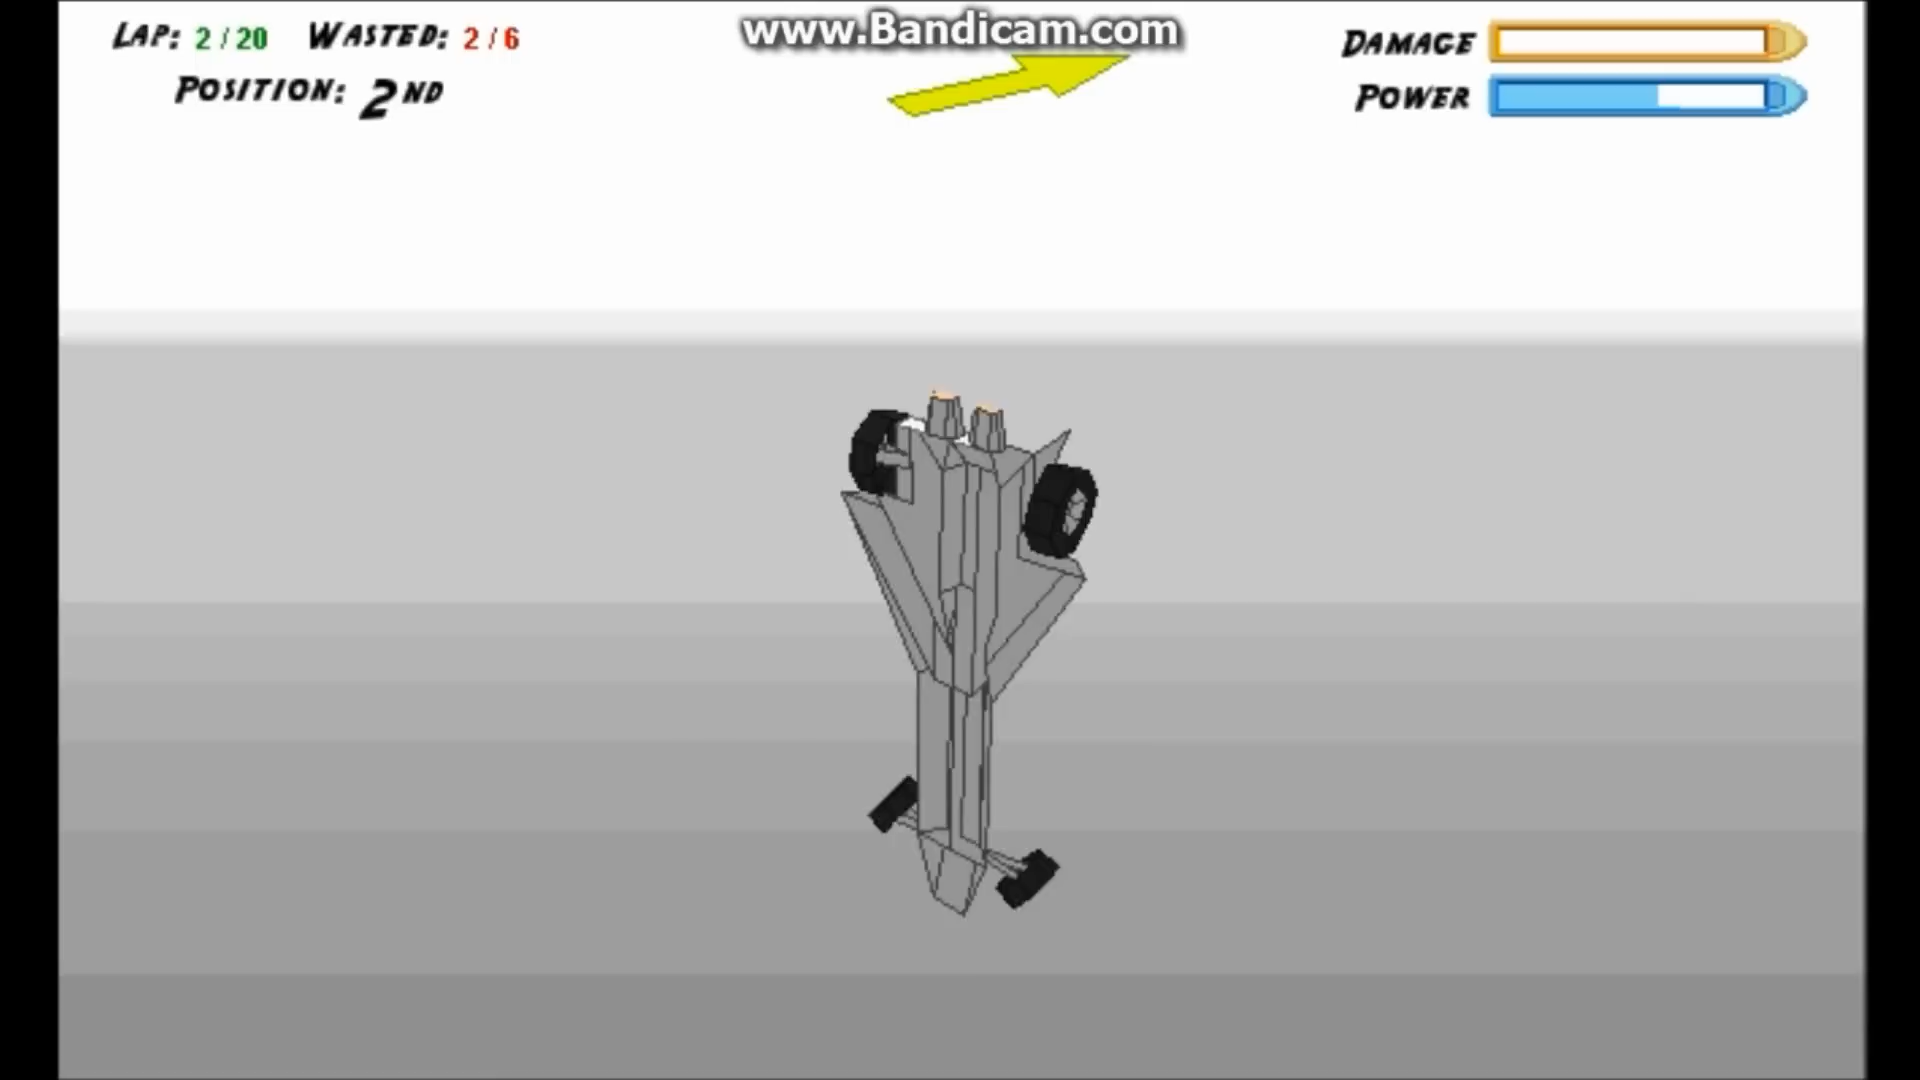 www.Bandicam.com
LAP: 2 / 20 WASTED: 2 / 6
POSITION: 2ND
DAMAGE
POWER